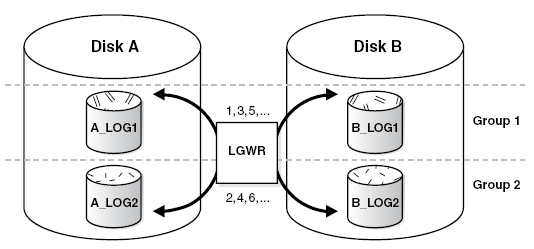 Disk A
Disk B
1,3,5,...
A_LOG1
B_LOG1
Group 1
LGWR
Group 2
2,4,6,...
A_LOG2
B_LOG2